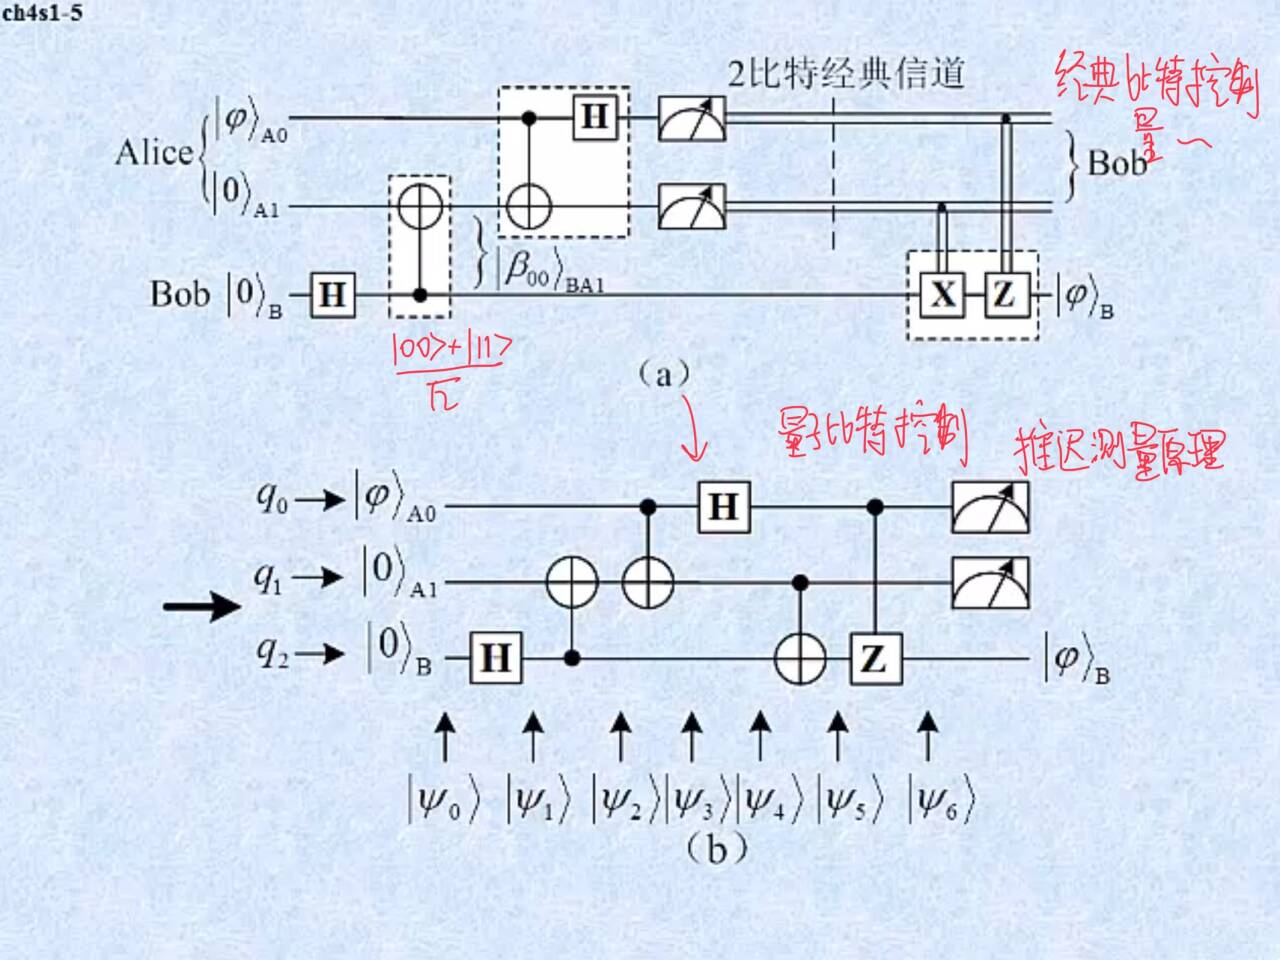 ch4s1-5
2比特经典信道
经典比特控制
量~
Alice
|φ⟩A0
|0⟩A1
H
Bob
|β00⟩BA1
Bob |0⟩B
H
X
Z
|φ⟩B
|00⟩+|11⟩
√2
(a)
量子比特控制
推迟测量原理
q0 |φ⟩A0
H
q1 |0⟩A1
q2 |0⟩B
H
Z
|φ⟩B
|ψ0⟩ |ψ1⟩ |ψ2⟩ |ψ3⟩ |ψ4⟩ |ψ5⟩ |ψ6⟩
(b)